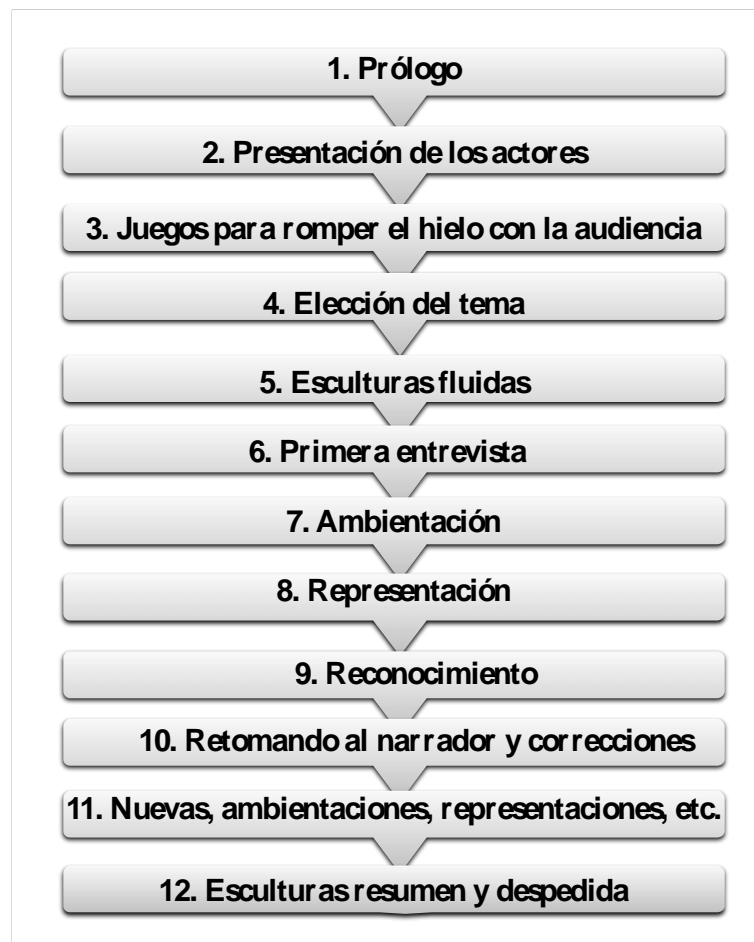 1. Prólogo
2. Presentación de los actores
3. Juegos para romper el hielo con la audiencia
4. Elección del tema
5. Esculturas fluidas
6. Primera entrevista
7. Ambientación
8. Representación
9. Reconocimiento
10. Retomando al narrador y correcciones
11. Nuevas, ambientaciones, representaciones, etc.
12. Esculturas resumen y despedida